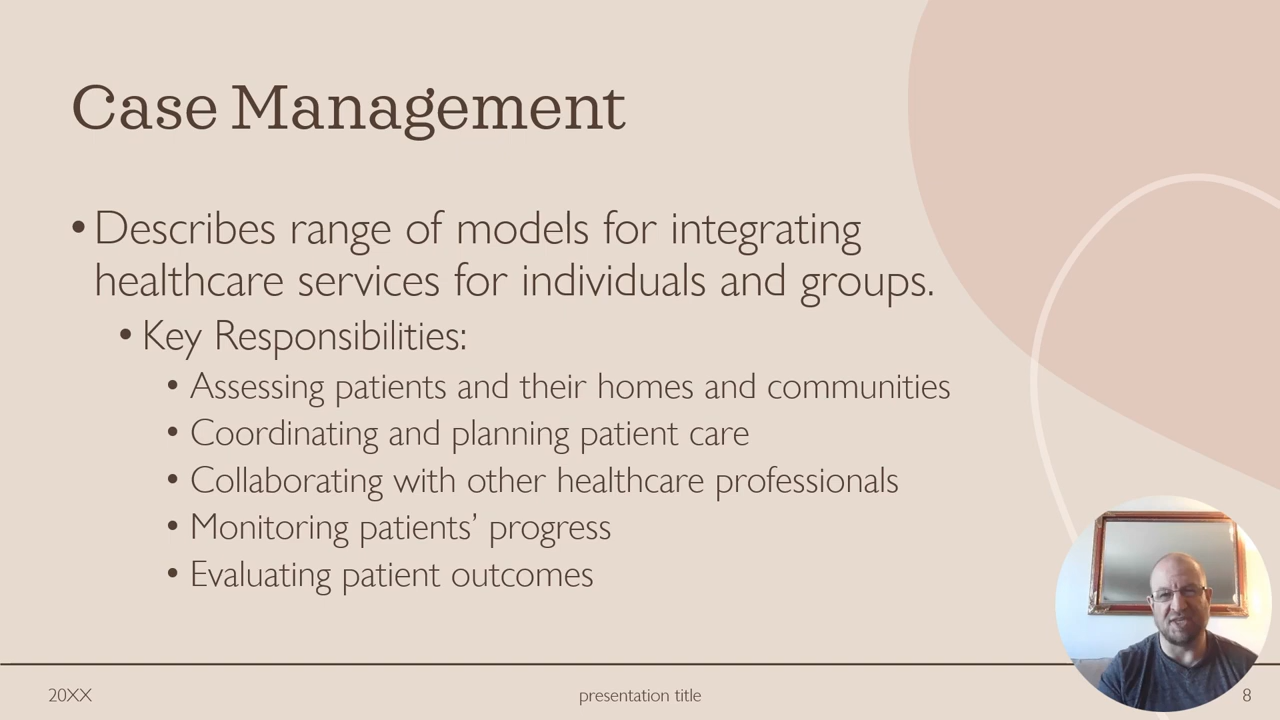 Case Management
• Describes range of models for integrating
healthcare services for individuals and groups.
• Key Responsibilities:
• Assessing patients and their homes and communities
• Coordinating and planning patient care
• Collaborating with other healthcare professionals
• Monitoring patients’ progress
• Evaluating patient outcomes
20XX
presentation title
8